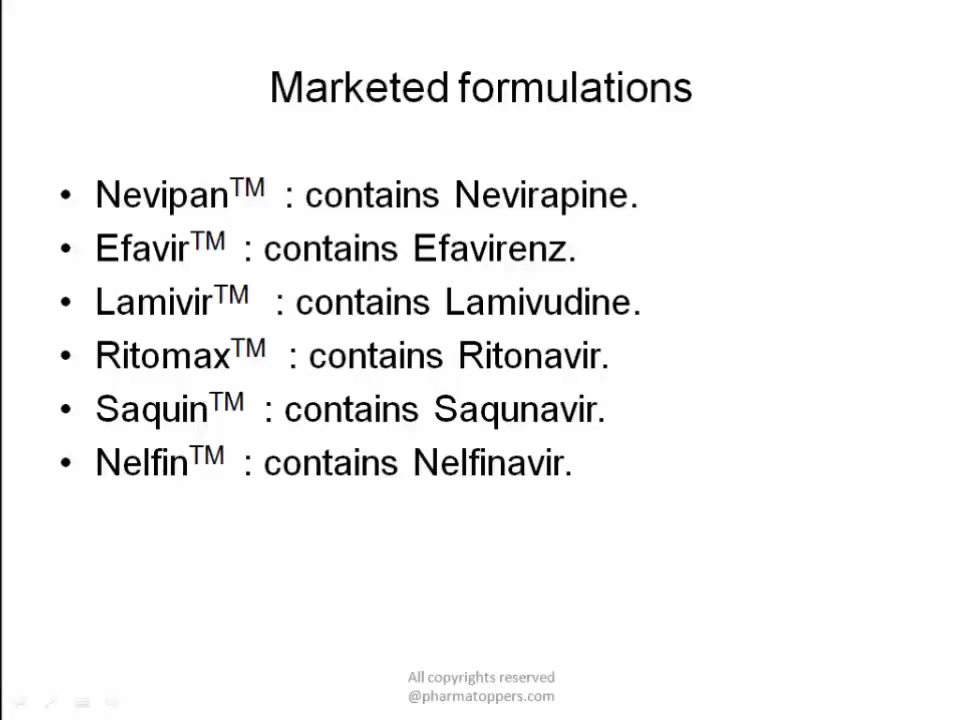 Marketed formulations
• Nevipan™ : contains Nevirapine.
• Efavir™ : contains Efavirenz.
• Lamivir™ : contains Lamivudine.
• Ritomax™ : contains Ritonavir.
• Saquin™ : contains Saqunavir.
• Nelfin™ : contains Nelfinavir.
All copyrights reserved
@pharmatoppers.com